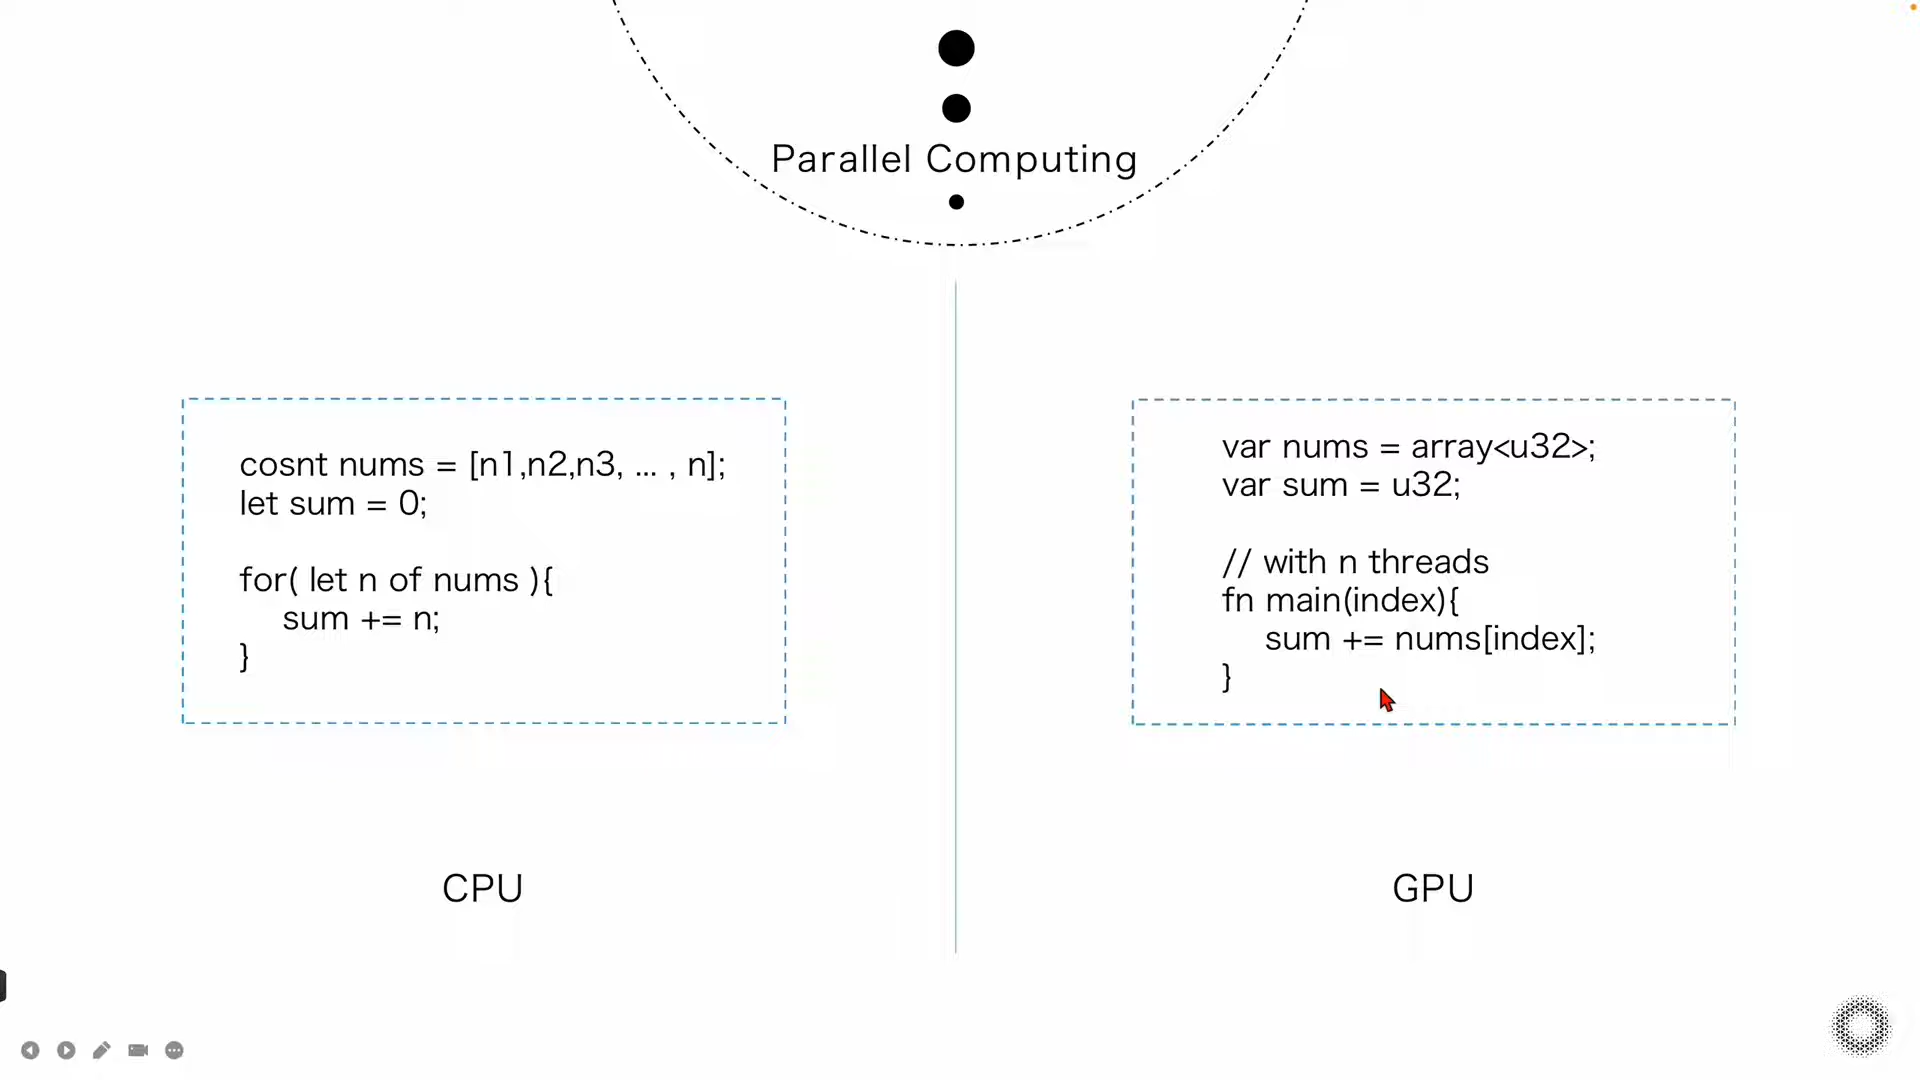 Parallel Computing
cosnt nums = [n1,n2,n3, ... , n];
let sum = 0;
for( let n of nums ){
sum += n;
}
CPU
var nums = array<u32>;
var sum = u32;
// with n threads
fn main(index){
sum += nums[index];
}
GPU